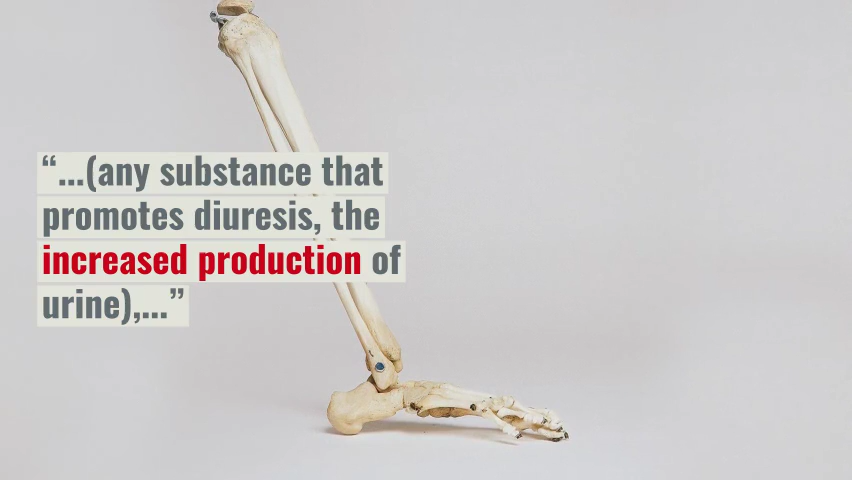 “...(any substance that
promotes diuresis, the
increased production of
urine),...”